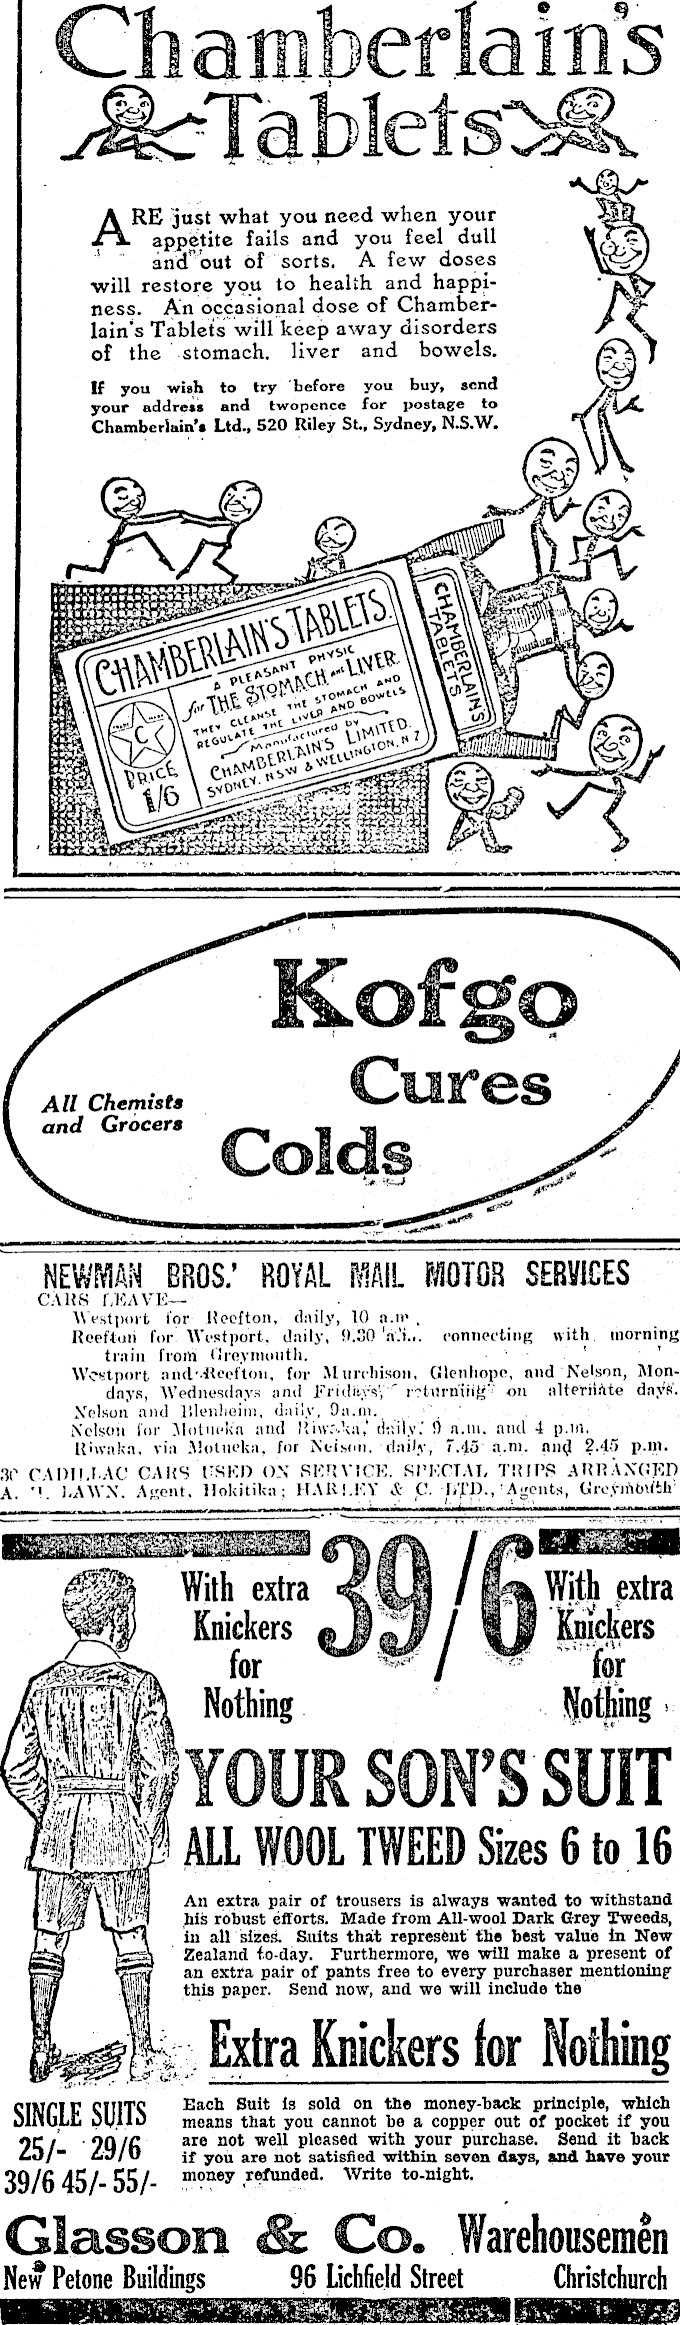 Chamberlain's
Tablets
ARE just what you need when your
appetite fails and you feel dull
and out of sorts. A few doses
will restore you to health and happi-
ness. An occasional dose of Chamber-
lain's Tablets will keep away disorders
of the stomach, liver and bowels.
If you wish to try before you buy, send
your address and twopence for postage to
Chamberlain's Ltd., 520 Riley St., Sydney, N.S.W.
CHAMBERLAIN'S TABLETS.
A PLEASANT PHYSIC
for THE STOMACH and LIVER.
THEY CLEANSE THE STOMACH AND
REGULATE THE LIVER AND BOWELS
Manufactured by
CHAMBERLAIN'S LIMITED.
SYDNEY. N.S.W & WELLINGTON. N Z
C
PRICE
1/6
CHAMBERLAIN'S
TABLETS
Kofgo
Cures
Colds
All Chemists
and Grocers
NEWMAN BROS.' ROYAL MAIL MOTOR SERVICES
CARS LEAVE—
Westport for Reefton, daily, 10 a.m.
Reefton for Westport, daily, 9.30 a.m., connecting with morning
train from Greymouth.
Westport and Reefton, for Murchison, Glenhope, and Nelson, Mon-
days, Wednesdays and Fridays, returning on alternate days.
Nelson and Blenheim, daily, 9a.m.
Nelson for Motueka and Riwaka, daily, 9 a.m. and 4 p.m.
Riwaka, via Motueka, for Nelson, daily, 7.45 a.m. and 2.45 p.m.
30 CADILLAC CARS USED ON SERVICE. SPECIAL TRIPS ARRANGED
A. LAWN, Agent, Hokitika; HARLEY & C. LTD., Agents, Greymouth
With extra
Knickers
for
Nothing
39/6
With extra
Knickers
for
Nothing
YOUR SON'S SUIT
ALL WOOL TWEED Sizes 6 to 16
An extra pair of trousers is always wanted to withstand
his robust efforts. Made from All-wool Dark Grey Tweeds,
in all sizes. Suits that represent the best value in New
Zealand to-day. Furthermore, we will make a present of
an extra pair of pants free to every purchaser mentioning
this paper. Send now, and we will include the
Extra Knickers for Nothing
SINGLE SUITS
25/- 29/6
39/6 45/- 55/-
Each Suit is sold on the money-back principle, which
means that you cannot be a copper out of pocket if you
are not well pleased with your purchase. Send it back
if you are not satisfied within seven days, and have your
money refunded. Write to-night.
Glasson & Co. Warehousemen
New Petone Buildings 96 Lichfield Street Christchurch